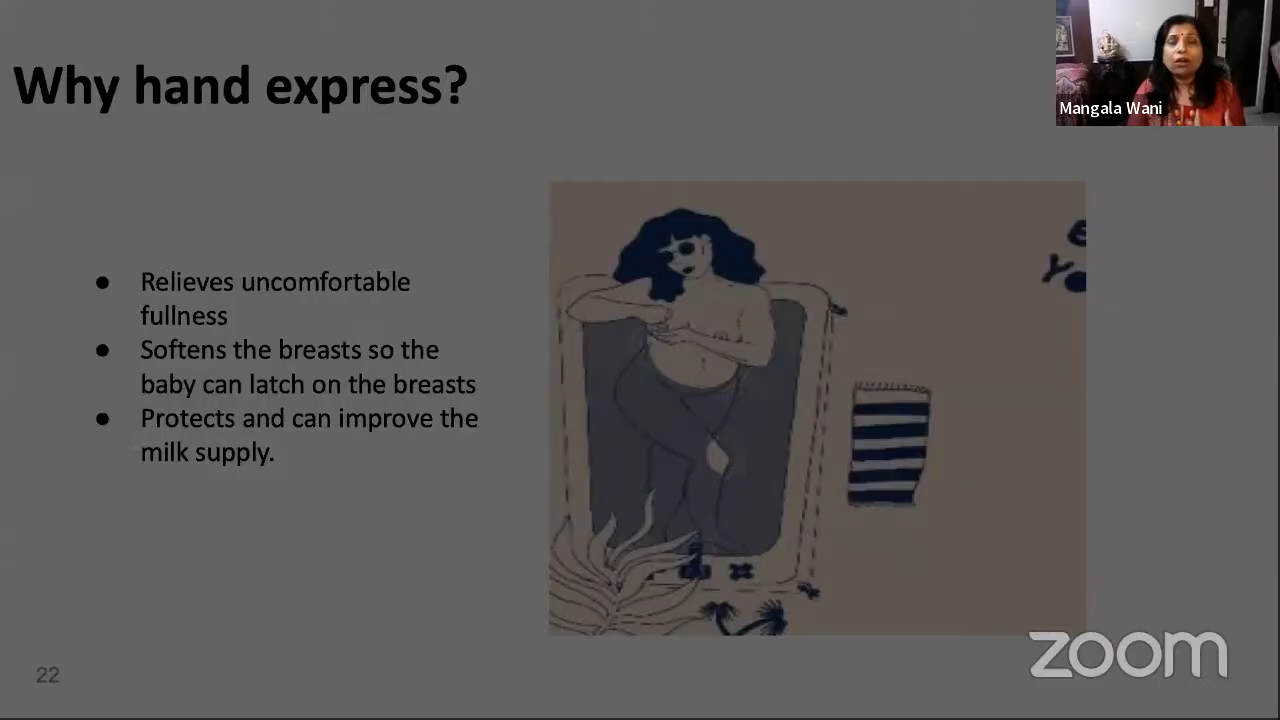 Why hand express?
Mangala Wani
● Relieves uncomfortable
fullness
● Softens the breasts so the
baby can latch on the breasts
● Protects and can improve the
milk supply.
22
zoom